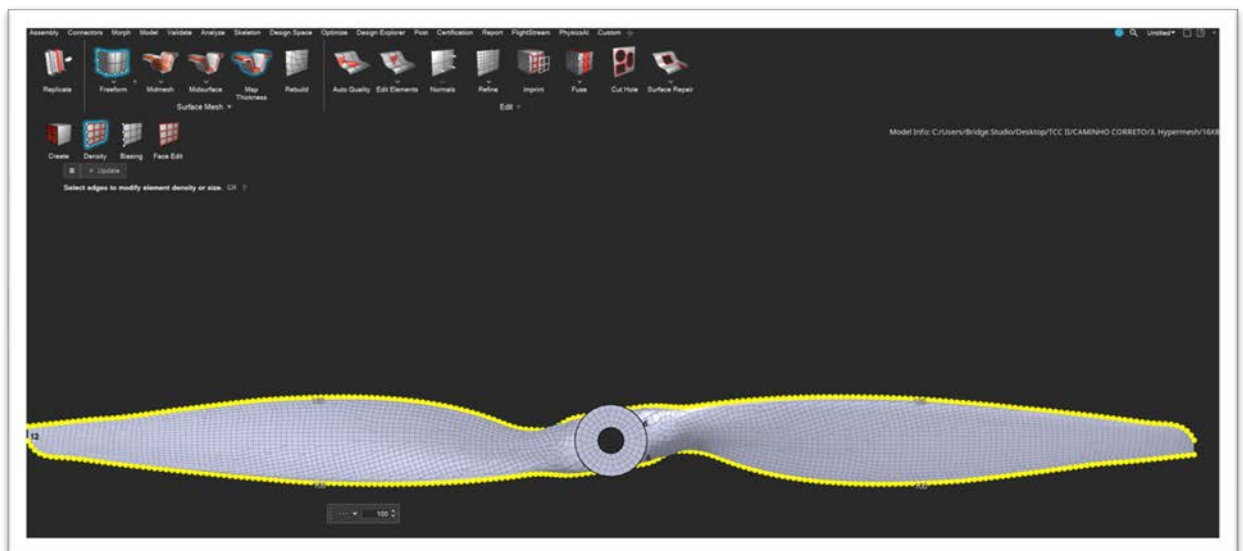 Assembly Connectors Morph Model Validate Analyze Skeleton Design Space Optimize Design Explorer Post Certification Report FlightStream PhysicsAI Custom
Untitled
Replicate Freeform Midmesh Midsurface Map Thickness Rebuild Auto Quality Edit Elements Normals Refine Imprint Fuse Cut Hole Surface Repair
Surface Mesh Edit
Model Info: C:/Users/Bridge.Studio/Desktop/TCC II/CAMINHO CORRETO/3. Hypermesh/16X8
Create Density Biasing Face Edit
Update
Select edges to modify element density or size.
12
100